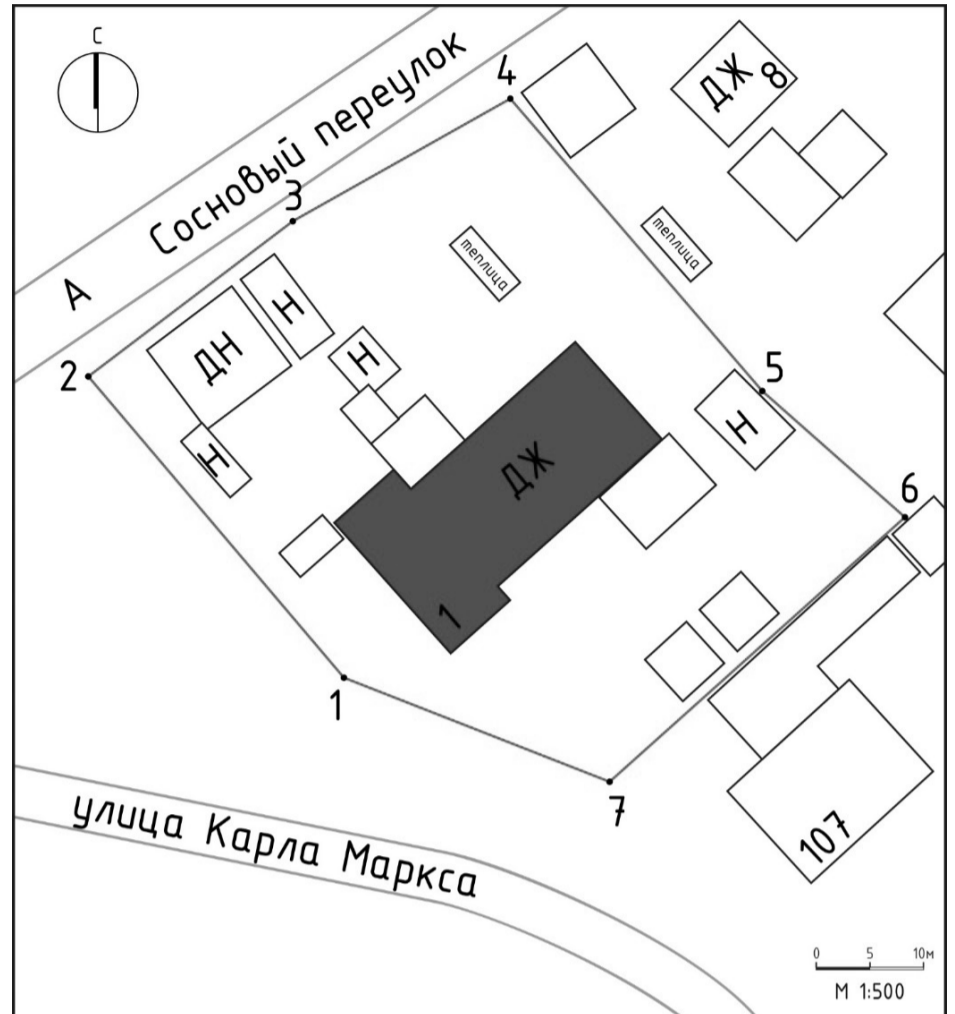 С
Сосновый переулок
А
4
ДЖ
8
3
теплица
теплица
Н
ДН
Н
2
5
Н
Н
ДЖ
6
1
1
7
улица Карла Маркса
107
0 5 10м
М 1:500